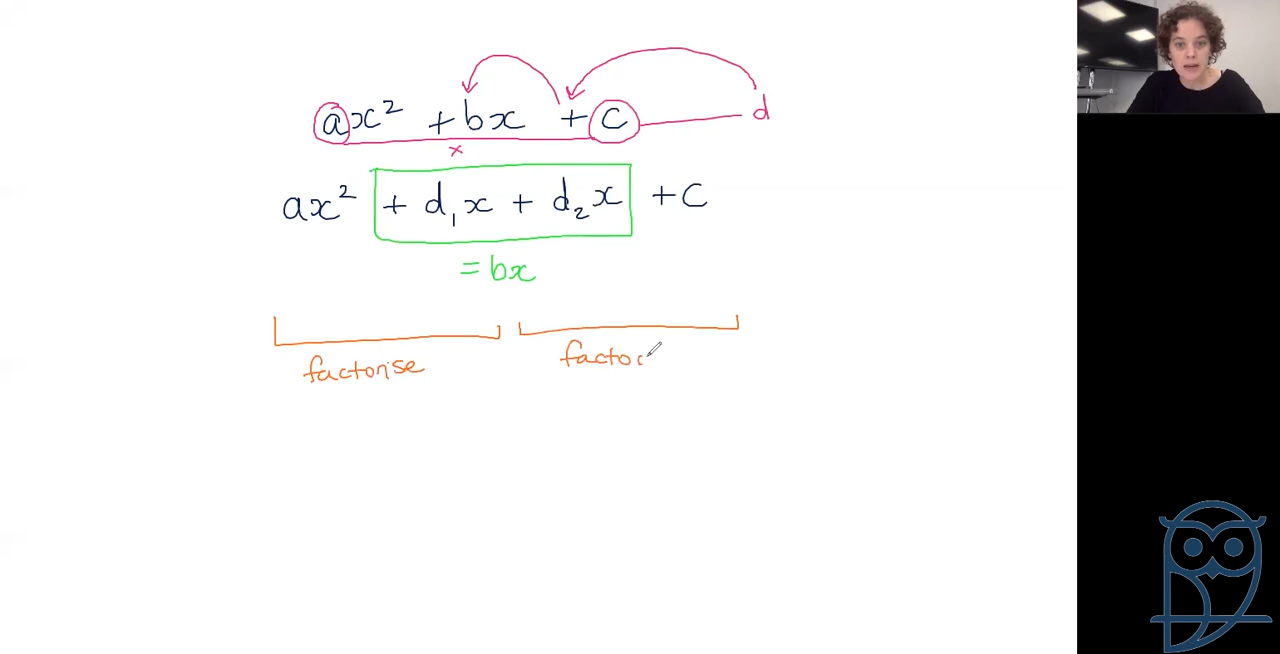 ax² + bx + c d
x
ax² + d₁x + d₂x + c
= bx
factorise factor